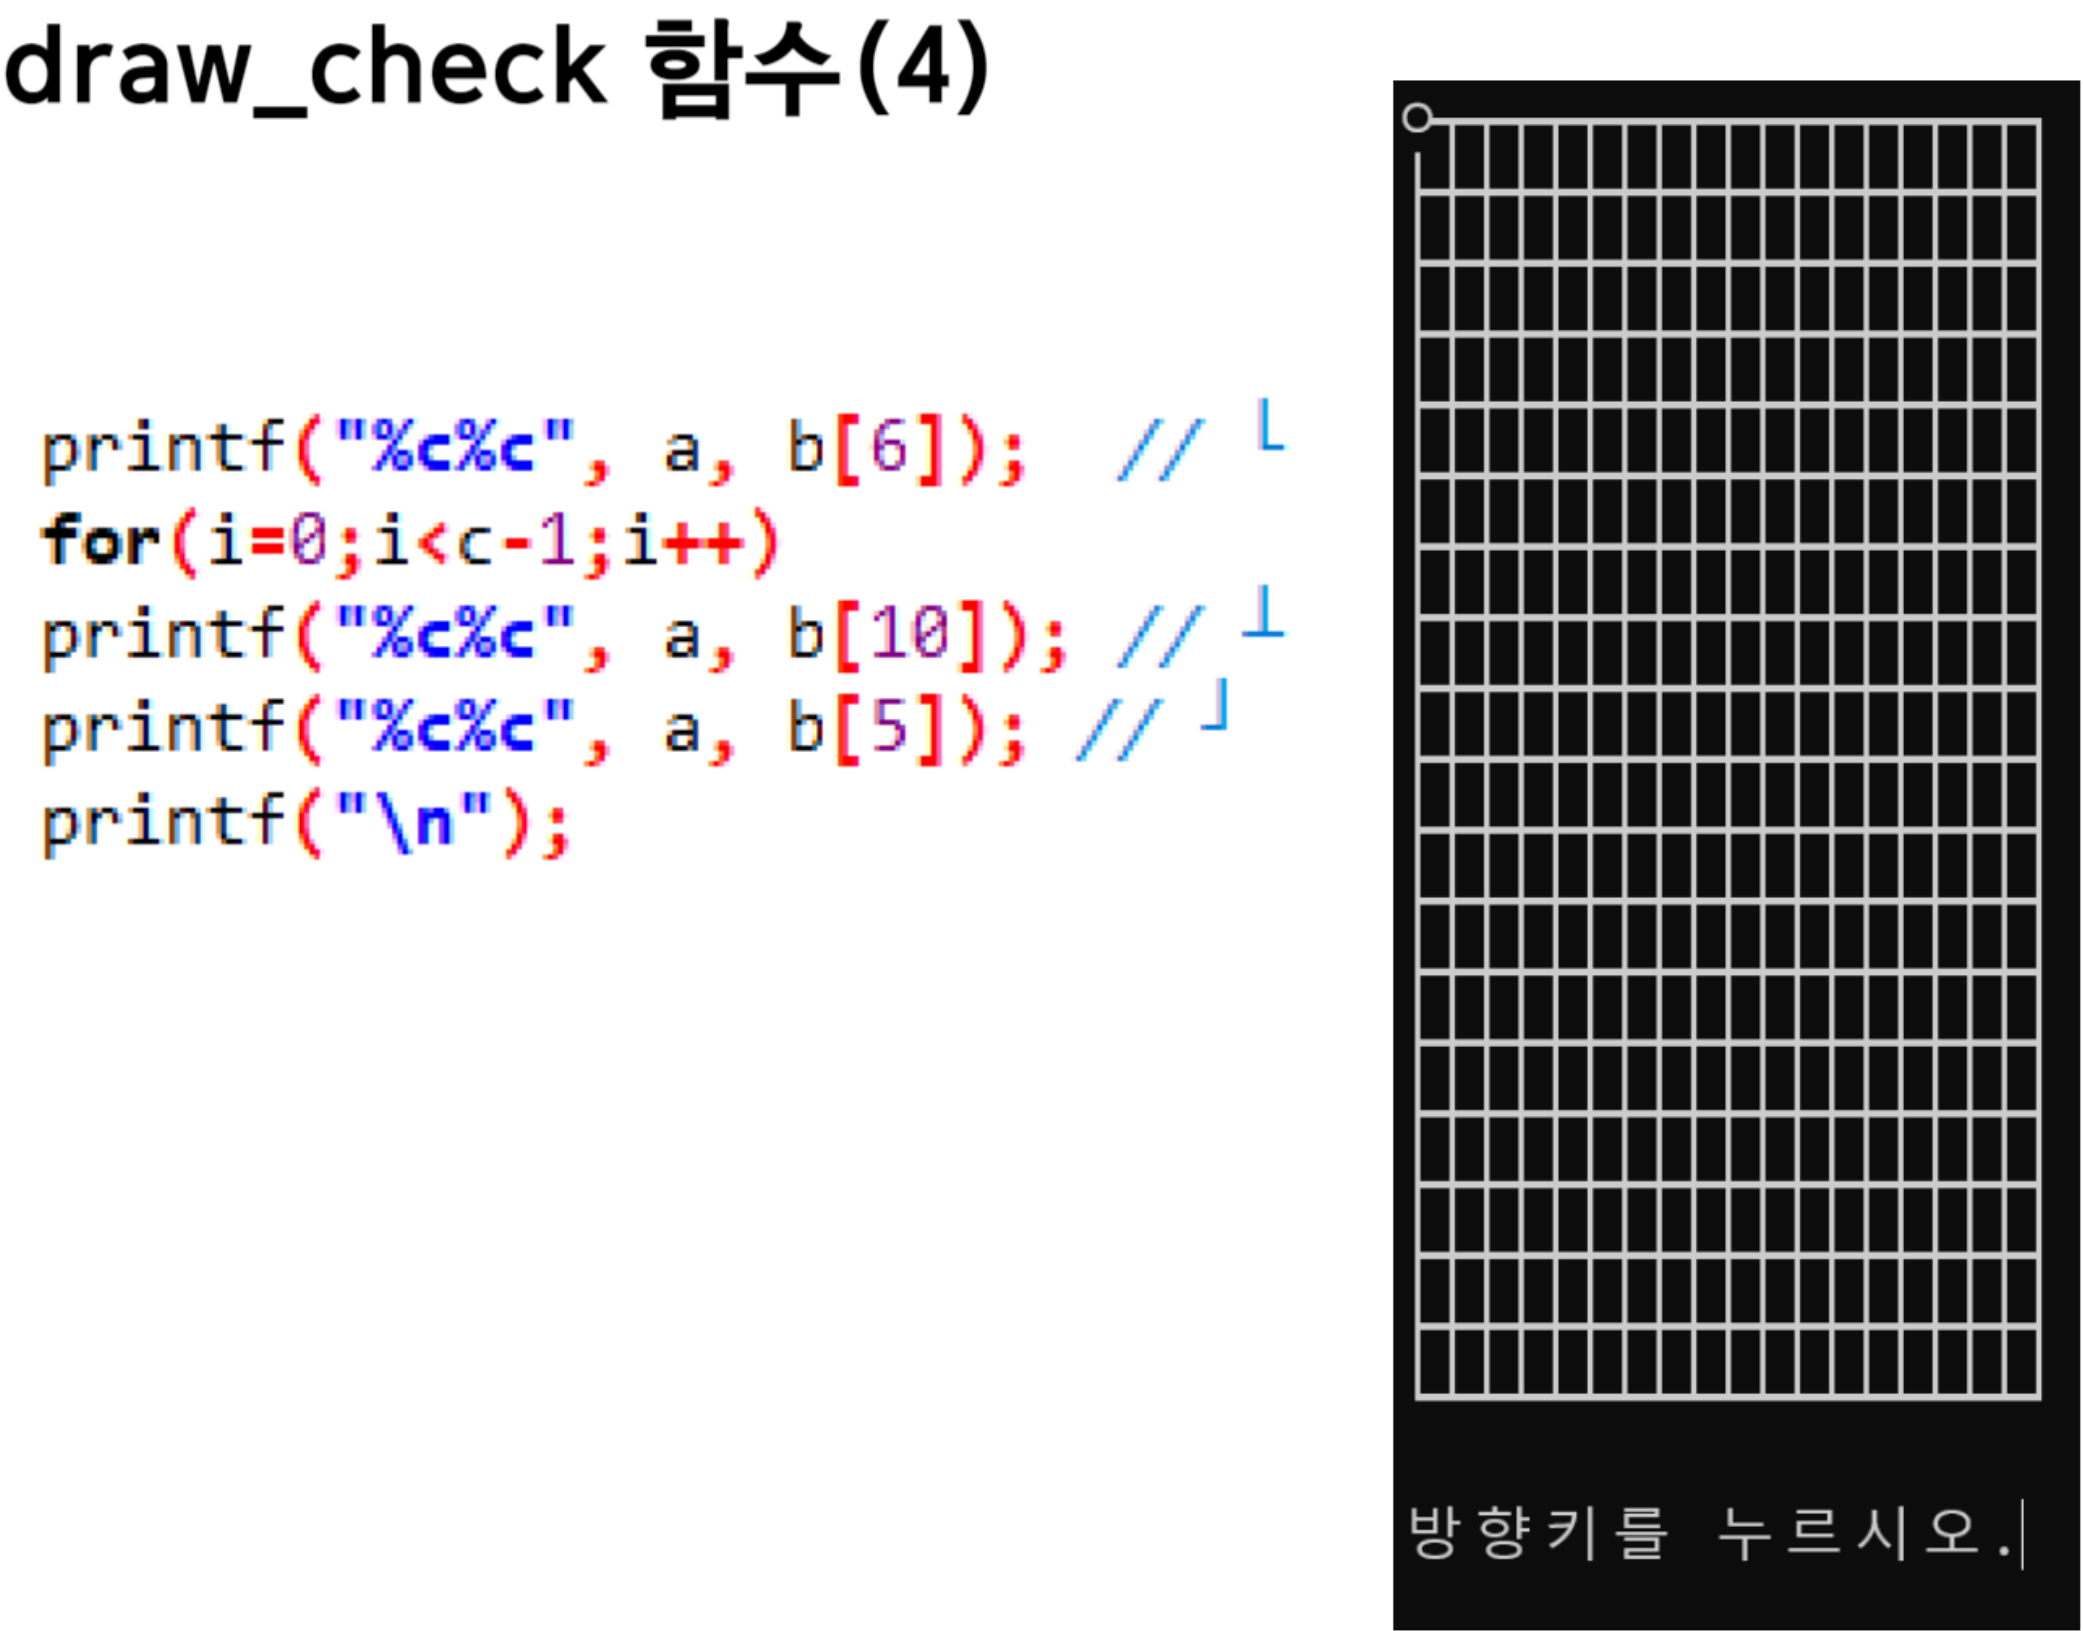 draw_check 함수(4)
printf("%c%c", a, b[6]);  // └
for(i=0;i<c-1;i++)
printf("%c%c", a, b[10]); // ┴
printf("%c%c", a, b[5]); // ┘
printf("\n");
방향키를 누르시오.